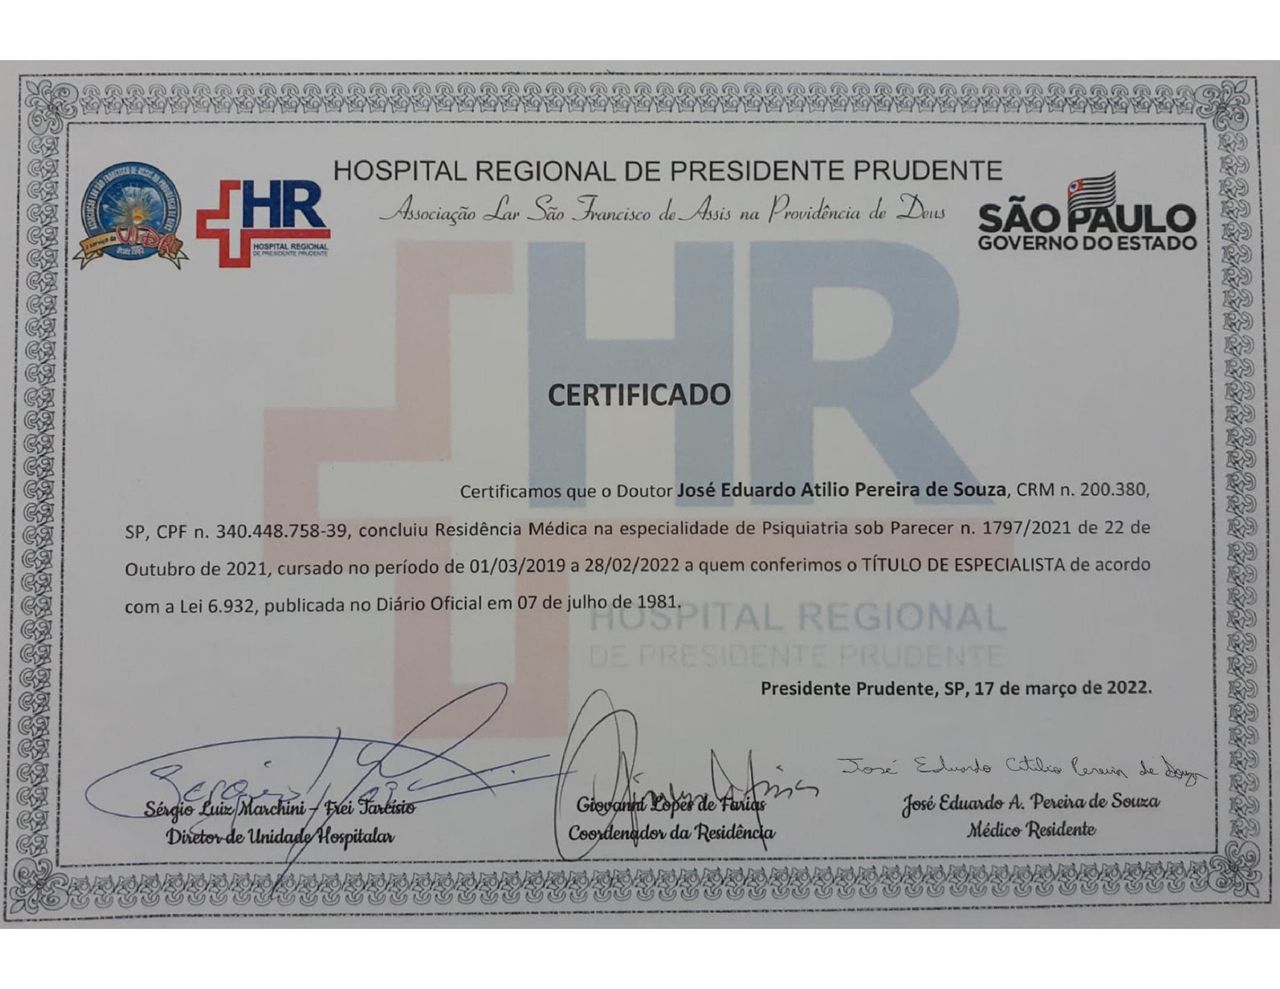 HOSPITAL REGIONAL DE PRESIDENTE PRUDENTE
Associação Lar São Francisco de Assis na Providência de Deus
HR
HOSPITAL REGIONAL
DE PRESIDENTE PRUDENTE
SÃO PAULO
GOVERNO DO ESTADO
HR
CERTIFICADO
Certificamos que o Doutor José Eduardo Atilio Pereira de Souza, CRM n. 200.380,
SP, CPF n. 340.448.758-39, concluiu Residência Médica na especialidade de Psiquiatria sob Parecer n. 1797/2021 de 22 de
Outubro de 2021, cursado no período de 01/03/2019 a 28/02/2022 a quem conferimos o TÍTULO DE ESPECIALISTA de acordo
com a Lei 6.932, publicada no Diário Oficial em 07 de julho de 1981.
HOSPITAL REGIONAL
DE PRESIDENTE PRUDENTE
Presidente Prudente, SP, 17 de março de 2022.
José Eduardo Atilio Pereira de Souza
Sérgio Luiz Marchini - Frei Tarcísio
Diretor de Unidade Hospitalar
Giovanni Lopes de Farias
Coordenador da Residência
José Eduardo A. Pereira de Souza
Médico Residente